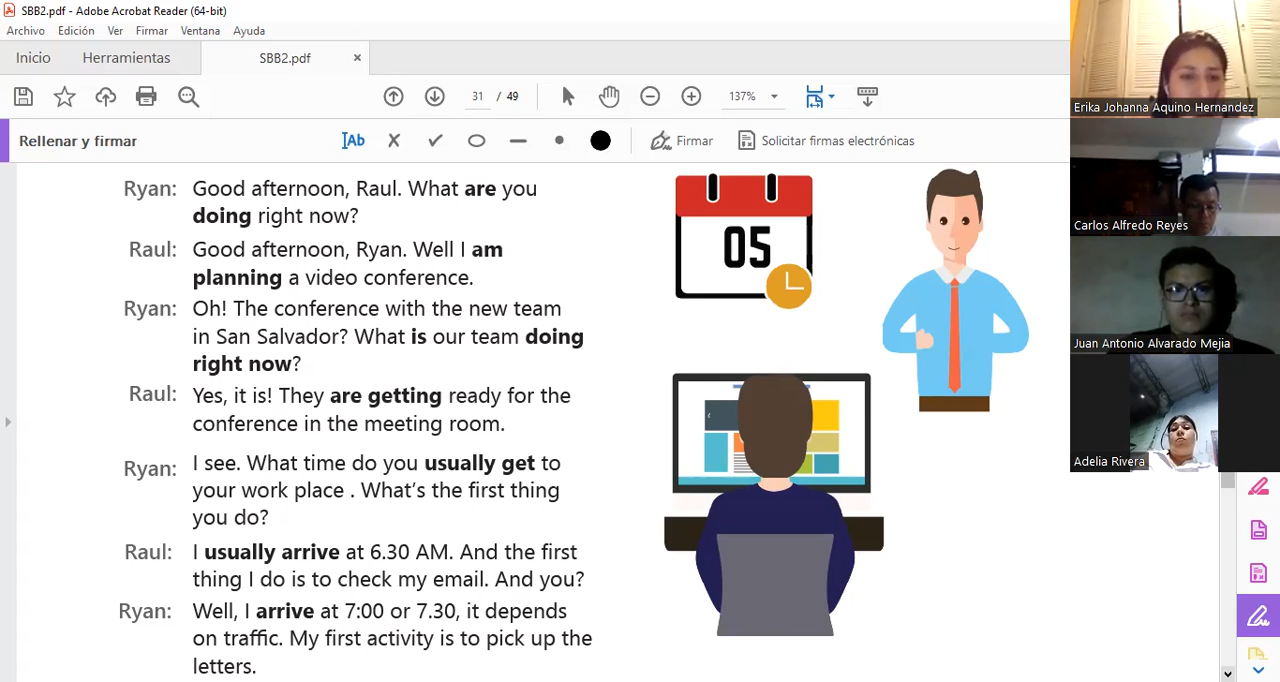 SBB2.pdf - Adobe Acrobat Reader (64-bit)
Archivo Edición Ver Firmar Ventana Ayuda
Inicio Herramientas SBB2.pdf ×
31 / 49 137%
Rellenar y firmar Ab Firmar Solicitar firmas electrónicas
Ryan: Good afternoon, Raul. What are you
doing right now?
Raul: Good afternoon, Ryan. Well I am
planning a video conference.
Ryan: Oh! The conference with the new team
in San Salvador? What is our team doing
right now?
Raul: Yes, it is! They are getting ready for the
conference in the meeting room.
Ryan: I see. What time do you usually get to
your work place . What's the first thing
you do?
Raul: I usually arrive at 6.30 AM. And the first
thing I do is to check my email. And you?
Ryan: Well, I arrive at 7:00 or 7.30, it depends
on traffic. My first activity is to pick up the
letters.
05
Erika Johanna Aquino Hernandez
Carlos Alfredo Reyes
Juan Antonio Alvarado Mejia
Adelia Rivera